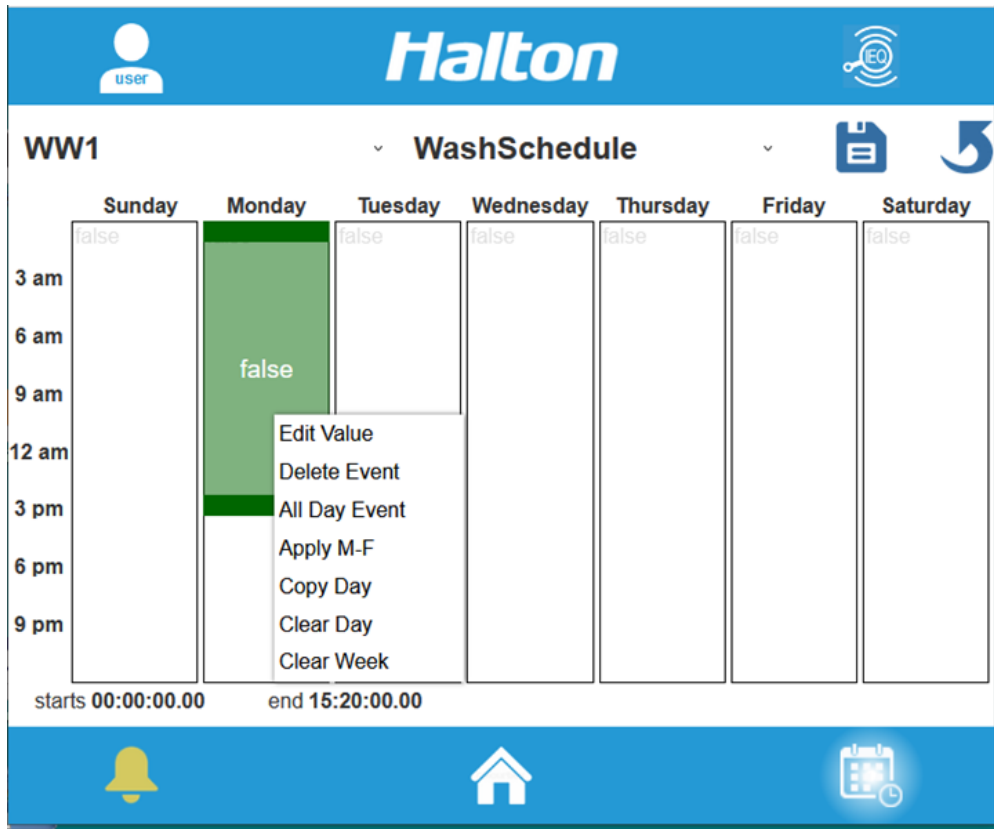 user
Halton
IEQ
WW1
WashSchedule
Sunday Monday Tuesday Wednesday Thursday Friday Saturday
false false false false false false
3 am
6 am
false
9 am
12 am
3 pm
6 pm
9 pm
Edit Value
Delete Event
All Day Event
Apply M-F
Copy Day
Clear Day
Clear Week
starts 00:00:00.00 end 15:20:00.00